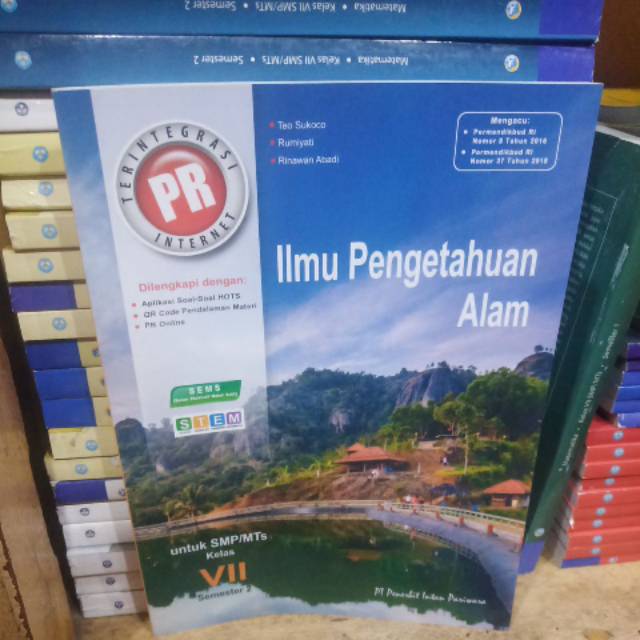 Matematika • Kelas VII SMP/MTs • Semester 2
Matematika • Kelas VII SMP/MTs • Semester 2
TERINTEGRASI
PR
INTERNET
Teo Sukoco
Rumiyati
Rinawan Abadi
Mengacu:
• Permendikbud RI
Nomor 8 Tahun 2016
• Permendikbud RI
Nomor 37 Tahun 2018
Ilmu Pengetahuan
Alam
Dilengkapi dengan:
Aplikasi Soal-Soal HOTS
QR Code Pendalaman Materi
PR Online
STEM
untuk SMP/MTs
Kelas
VII
Semester 2
PT Penerbit Intan Pariwara